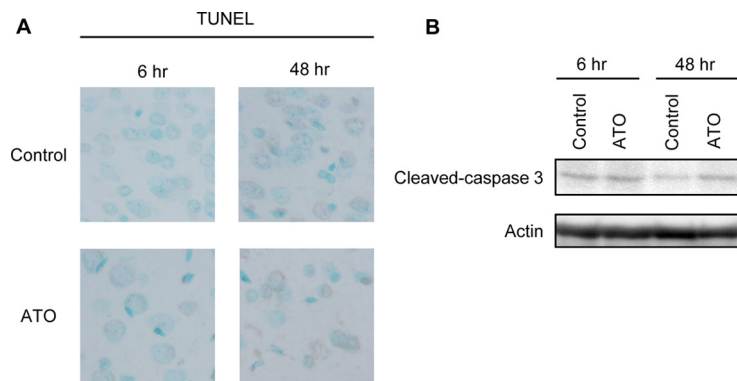 A
TUNEL
6 hr
48 hr
Control
ATO
B
6 hr
48 hr
Control
ATO
Control
ATO
Cleaved-caspase 3
Actin